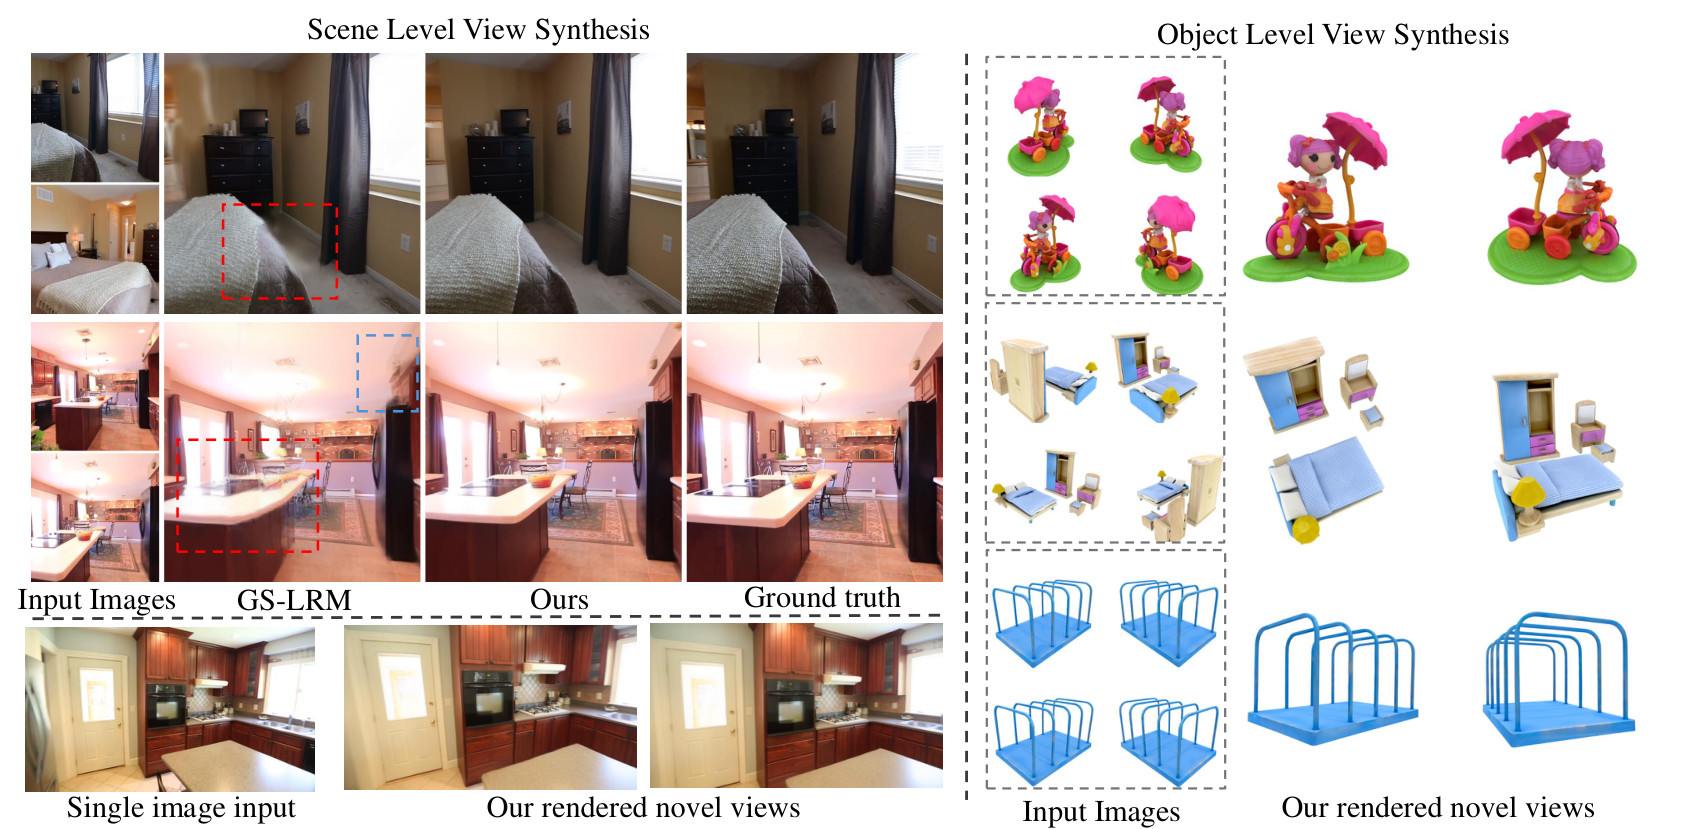 Scene Level View Synthesis
Input Images
GS-LRM
Ours
Ground truth
Single image input
Our rendered novel views
Object Level View Synthesis
Input Images
Our rendered novel views